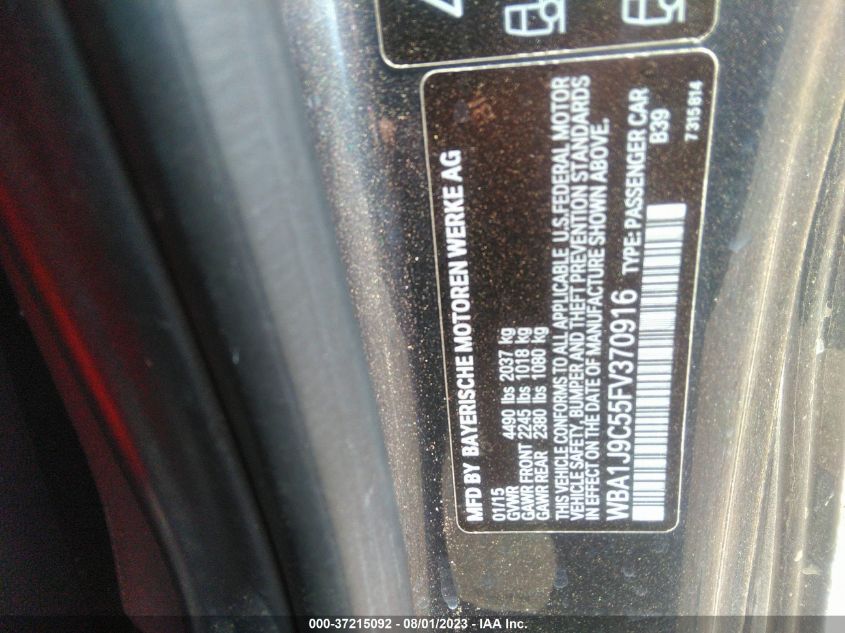 MFD BY BAYERISCHE MOTOREN WERKE AG
01/15
GVWR 4490 lbs 2037 kg
GAWR FRONT 2245 lbs 1018 kg
GAWR REAR 2380 lbs 1080 kg
THIS VEHICLE CONFORMS TO ALL APPLICABLE U.S. FEDERAL MOTOR
VEHICLE SAFETY, BUMPER AND THEFT PREVENTION STANDARDS
IN EFFECT ON THE DATE OF MANUFACTURE SHOWN ABOVE.
WBA1J9C55FV370916 TYPE: PASSENGER CAR
B39
7315814
000-37215092 - 08/01/2023 - IAA Inc.